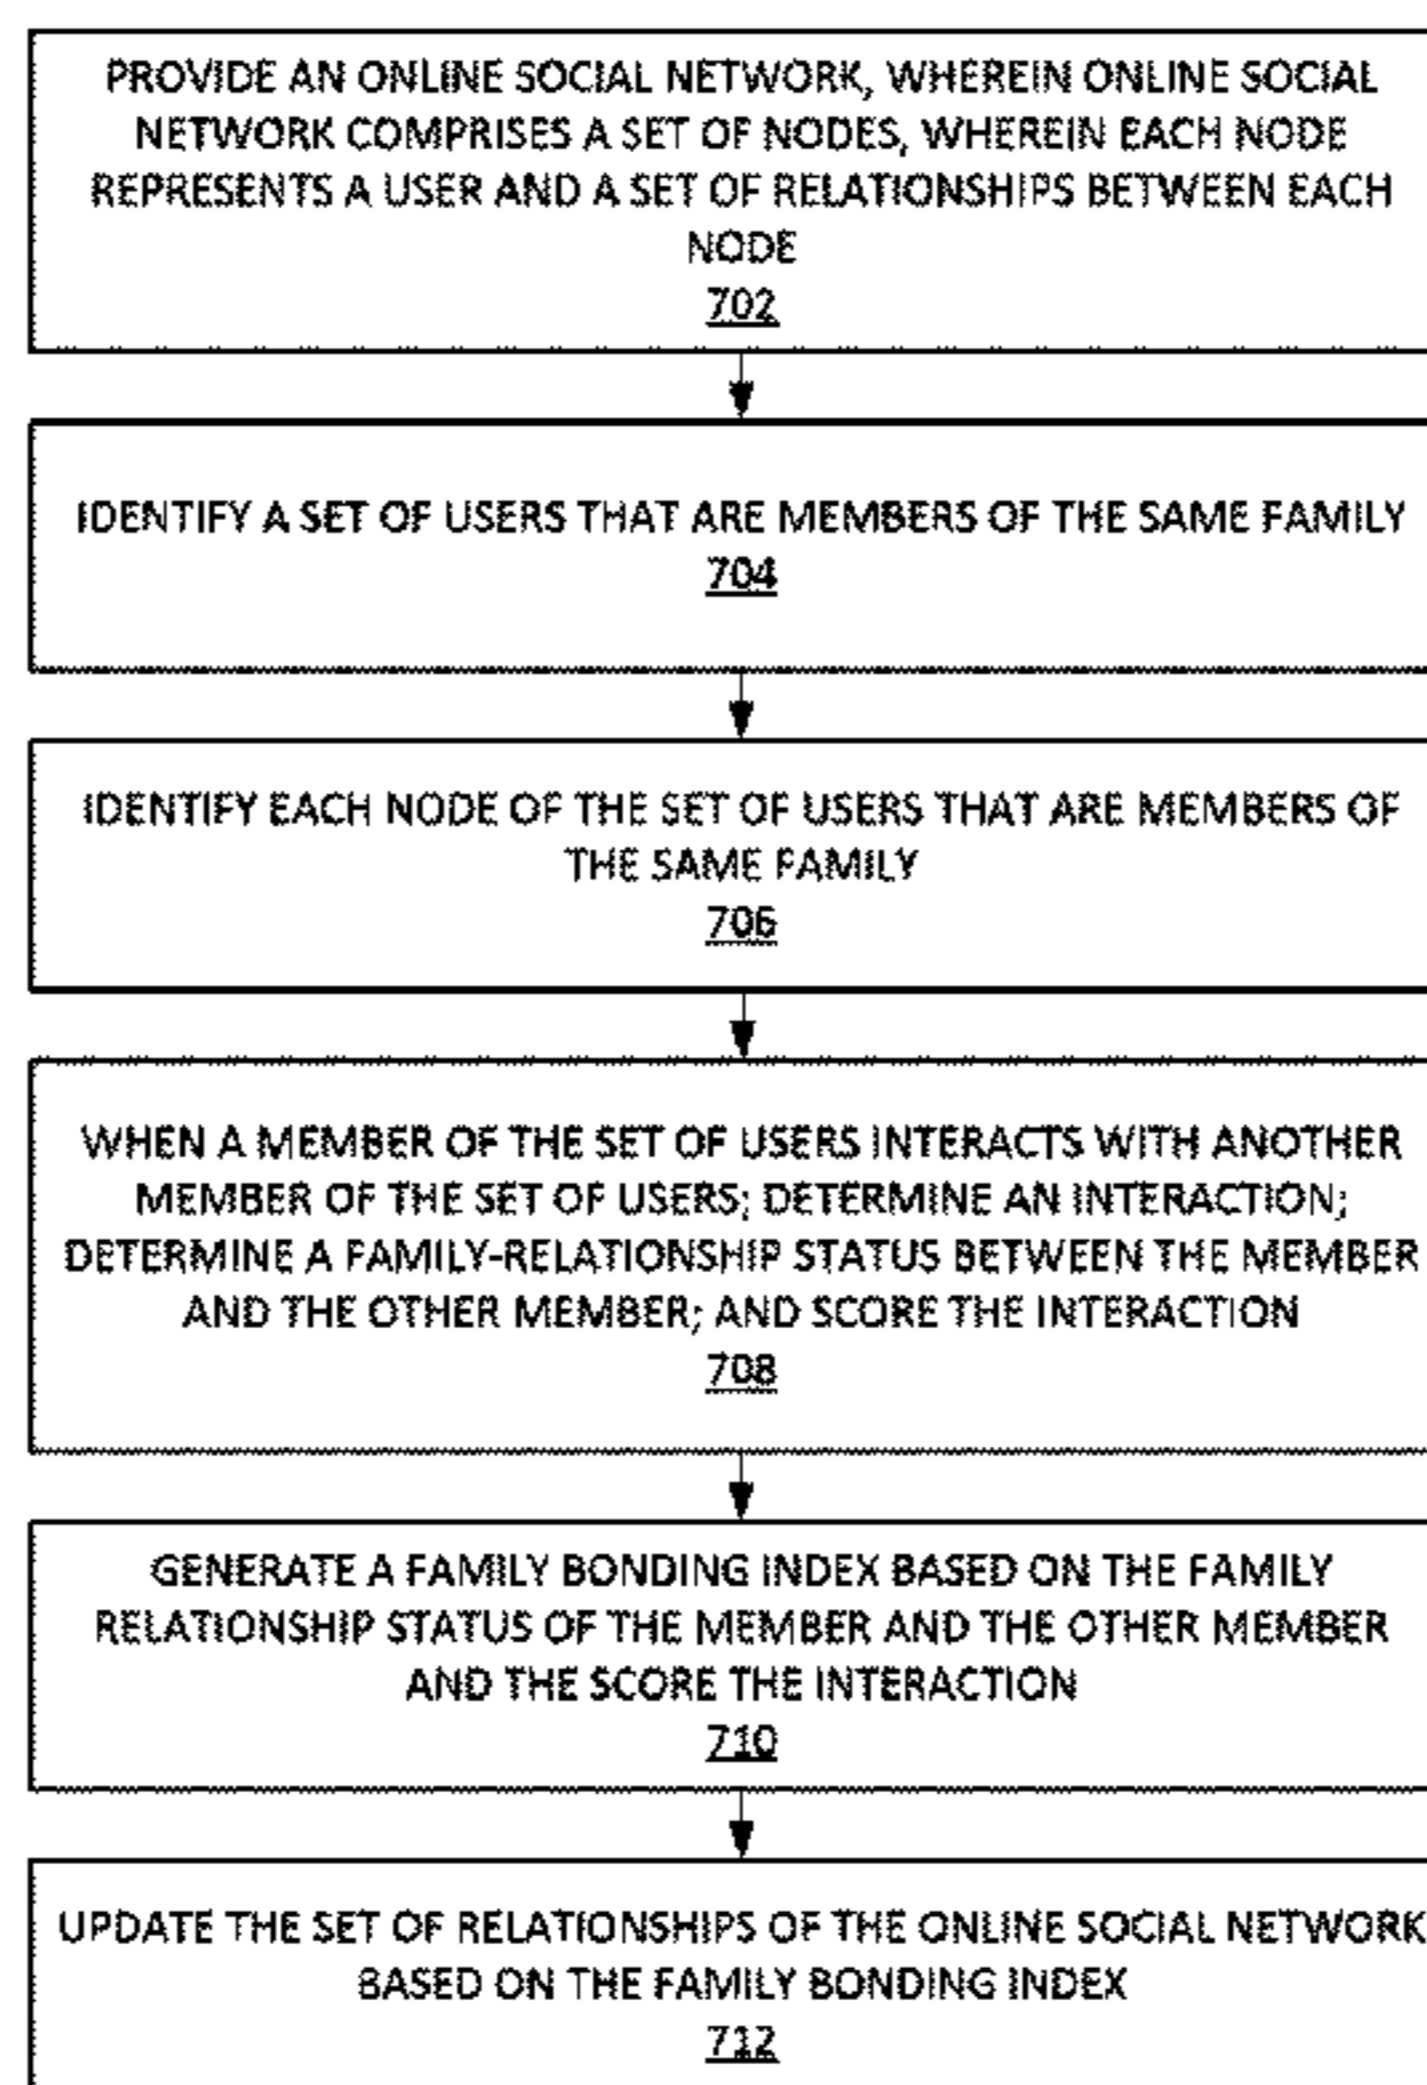 PROVIDE AN ONLINE SOCIAL NETWORK, WHEREIN ONLINE SOCIAL
NETWORK COMPRISES A SET OF NODES, WHEREIN EACH NODE
REPRESENTS A USER AND A SET OF RELATIONSHIPS BETWEEN EACH
NODE
702
IDENTIFY A SET OF USERS THAT ARE MEMBERS OF THE SAME FAMILY
704
IDENTIFY EACH NODE OF THE SET OF USERS THAT ARE MEMBERS OF
THE SAME FAMILY
706
WHEN A MEMBER OF THE SET OF USERS INTERACTS WITH ANOTHER
MEMBER OF THE SET OF USERS; DETERMINE AN INTERACTION;
DETERMINE A FAMILY-RELATIONSHIP STATUS BETWEEN THE MEMBER
AND THE OTHER MEMBER; AND SCORE THE INTERACTION
708
GENERATE A FAMILY BONDING INDEX BASED ON THE FAMILY
RELATIONSHIP STATUS OF THE MEMBER AND THE OTHER MEMBER
AND THE SCORE THE INTERACTION
710
UPDATE THE SET OF RELATIONSHIPS OF THE ONLINE SOCIAL NETWORK
BASED ON THE FAMILY BONDING INDEX
712